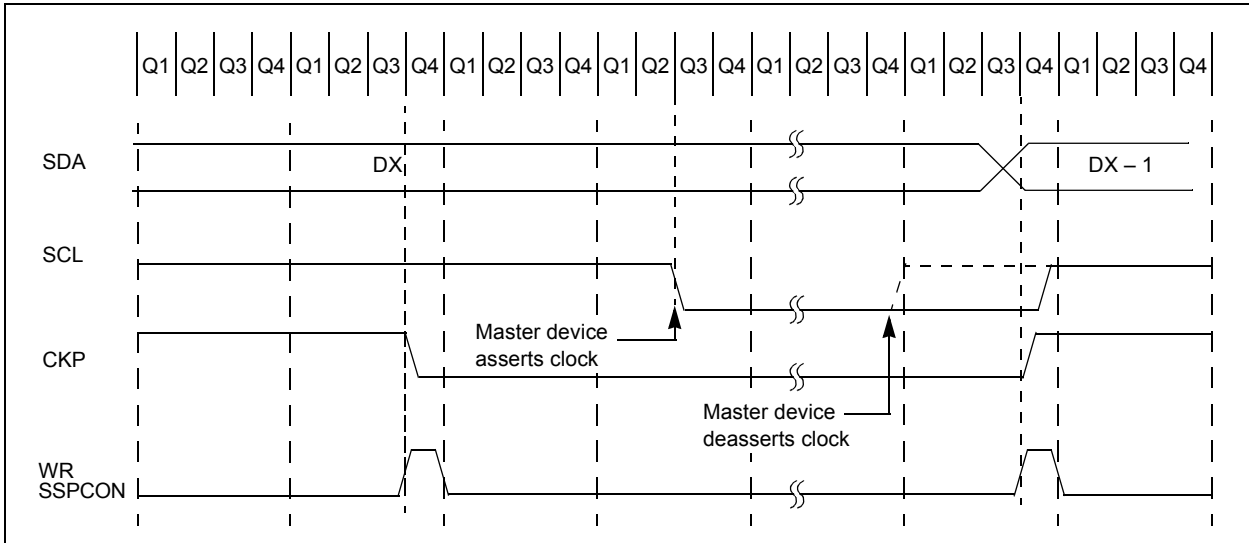 Q1 Q2 Q3 Q4 Q1 Q2 Q3 Q4 Q1 Q2 Q3 Q4 Q1 Q2 Q3 Q4 Q1 Q2 Q3 Q4 Q1 Q2 Q3 Q4 Q1 Q2 Q3 Q4
SDA
DX
DX – 1
SCL
Master device
asserts clock
CKP
Master device
deasserts clock
WR
SSPCON